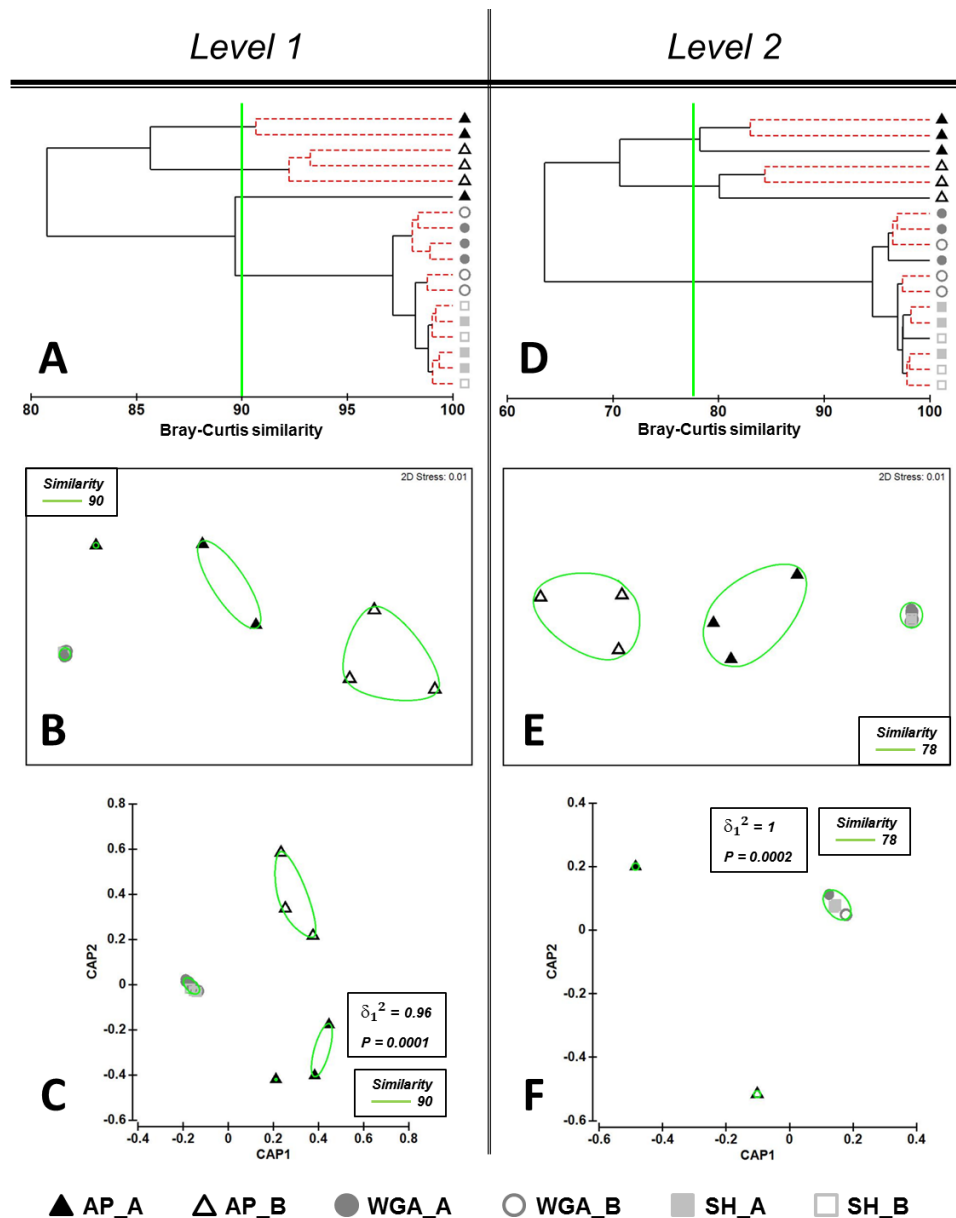 Level 1
Level 2
A
80 85 90 95 100
Bray-Curtis similarity
D
60 70 80 90 100
Bray-Curtis similarity
Similarity
90
2D Stress: 0.01
B
2D Stress: 0.01
E
Similarity
78
0.8
0.6
0.4
0.2
0
-0.2
-0.4
-0.6
CAP2
-0.4 -0.2 0 0.2 0.4 0.6 0.8
CAP1
δ₁² = 0.96
P = 0.0001
Similarity
90
C
0.4
0.2
0
-0.2
-0.4
-0.6
CAP2
-0.6 -0.4 -0.2 0 0.2 0.4
CAP1
δ₁² = 1
P = 0.0002
Similarity
78
F
AP_A AP_B WGA_A WGA_B SH_A SH_B